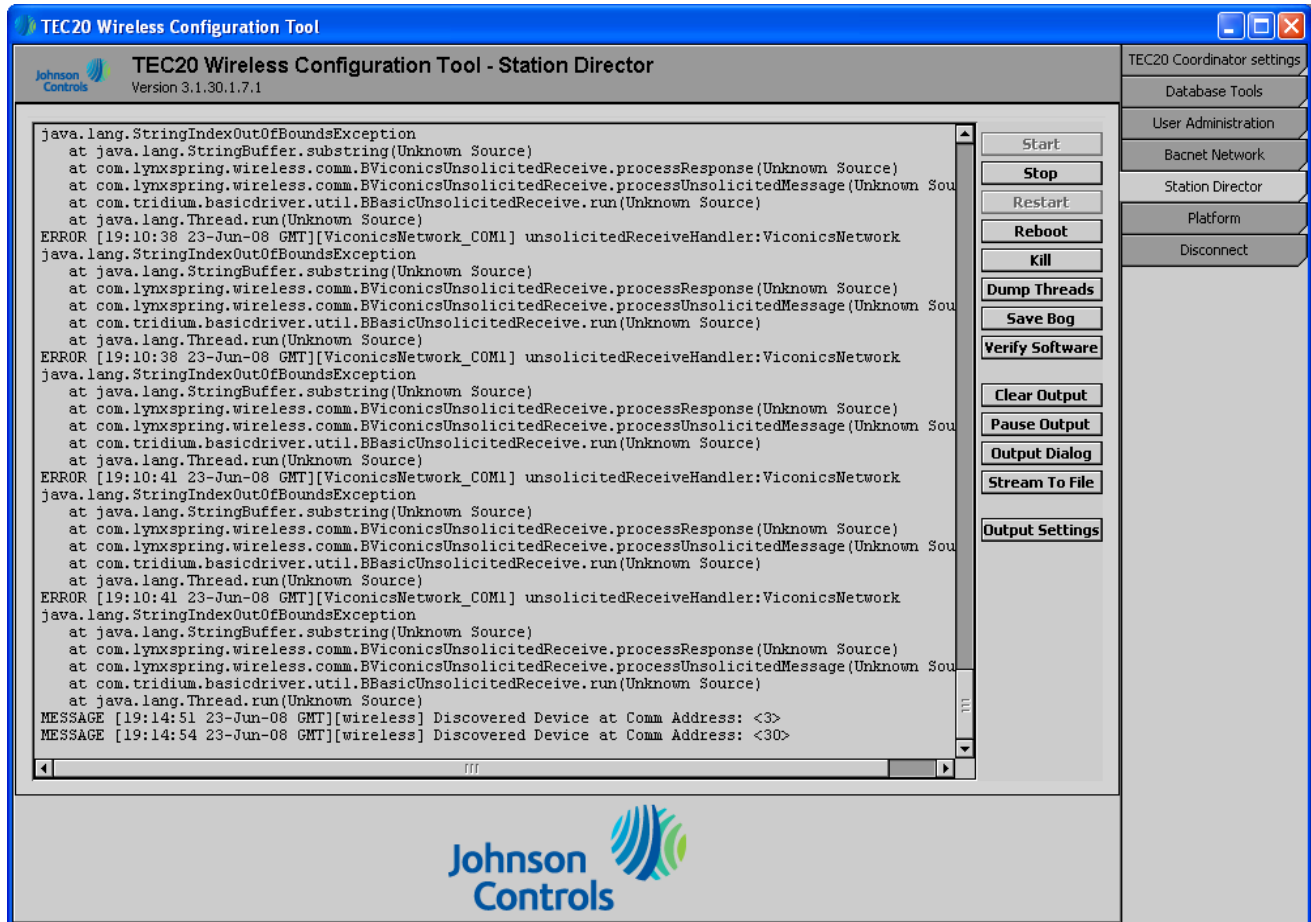 TEC20 Wireless Configuration Tool
Johnson Controls
TEC20 Wireless Configuration Tool - Station Director
Version 3.1.30.1.7.1
java.lang.StringIndexOutOfBoundsException
at java.lang.StringBuffer.substring(Unknown Source)
at com.lynxspring.wireless.comm.BViconicsUnsolicitedReceive.processResponse(Unknown Source)
at com.lynxspring.wireless.comm.BViconicsUnsolicitedReceive.processUnsolicitedMessage(Unknown Sou
at com.tridium.basicdriver.util.BBasicUnsolicitedReceive.run(Unknown Source)
at java.lang.Thread.run(Unknown Source)
ERROR [19:10:38 23-Jun-08 GMT][ViconicsNetwork_COM1] unsolicitedReceiveHandler:ViconicsNetwork
java.lang.StringIndexOutOfBoundsException
at java.lang.StringBuffer.substring(Unknown Source)
at com.lynxspring.wireless.comm.BViconicsUnsolicitedReceive.processResponse(Unknown Source)
at com.lynxspring.wireless.comm.BViconicsUnsolicitedReceive.processUnsolicitedMessage(Unknown Sou
at com.tridium.basicdriver.util.BBasicUnsolicitedReceive.run(Unknown Source)
at java.lang.Thread.run(Unknown Source)
ERROR [19:10:38 23-Jun-08 GMT][ViconicsNetwork_COM1] unsolicitedReceiveHandler:ViconicsNetwork
java.lang.StringIndexOutOfBoundsException
at java.lang.StringBuffer.substring(Unknown Source)
at com.lynxspring.wireless.comm.BViconicsUnsolicitedReceive.processResponse(Unknown Source)
at com.lynxspring.wireless.comm.BViconicsUnsolicitedReceive.processUnsolicitedMessage(Unknown Sou
at com.tridium.basicdriver.util.BBasicUnsolicitedReceive.run(Unknown Source)
at java.lang.Thread.run(Unknown Source)
ERROR [19:10:41 23-Jun-08 GMT][ViconicsNetwork_COM1] unsolicitedReceiveHandler:ViconicsNetwork
java.lang.StringIndexOutOfBoundsException
at java.lang.StringBuffer.substring(Unknown Source)
at com.lynxspring.wireless.comm.BViconicsUnsolicitedReceive.processResponse(Unknown Source)
at com.lynxspring.wireless.comm.BViconicsUnsolicitedReceive.processUnsolicitedMessage(Unknown Sou
at com.tridium.basicdriver.util.BBasicUnsolicitedReceive.run(Unknown Source)
at java.lang.Thread.run(Unknown Source)
ERROR [19:10:41 23-Jun-08 GMT][ViconicsNetwork_COM1] unsolicitedReceiveHandler:ViconicsNetwork
java.lang.StringIndexOutOfBoundsException
at java.lang.StringBuffer.substring(Unknown Source)
at com.lynxspring.wireless.comm.BViconicsUnsolicitedReceive.processResponse(Unknown Source)
at com.lynxspring.wireless.comm.BViconicsUnsolicitedReceive.processUnsolicitedMessage(Unknown Sou
at com.tridium.basicdriver.util.BBasicUnsolicitedReceive.run(Unknown Source)
at java.lang.Thread.run(Unknown Source)
MESSAGE [19:14:51 23-Jun-08 GMT][wireless] Discovered Device at Comm Address: <3>
MESSAGE [19:14:54 23-Jun-08 GMT][wireless] Discovered Device at Comm Address: <30>
Start
Stop
Restart
Reboot
Kill
Dump Threads
Save Bog
Verify Software
Clear Output
Pause Output
Output Dialog
Stream To File
Output Settings
TEC20 Coordinator settings
Database Tools
User Administration
Bacnet Network
Station Director
Platform
Disconnect
Johnson
Controls